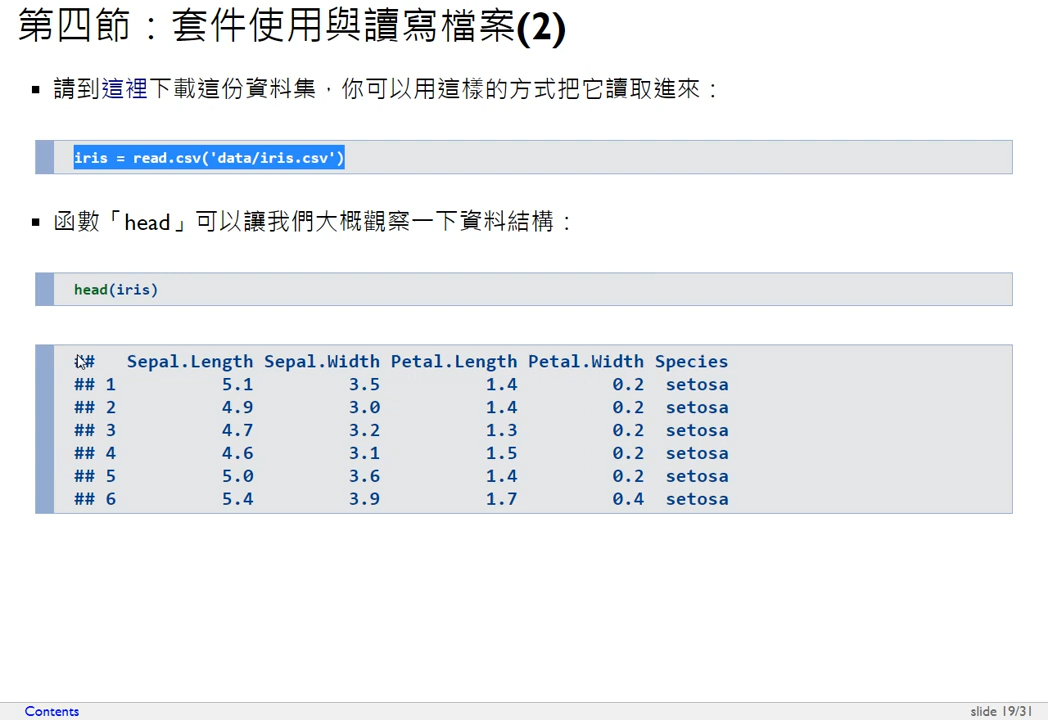 第四節：套件使用與讀寫檔案(2)
請到這裡下載這份資料集，你可以用這樣的方式把它讀取進來：
iris = read.csv('data/iris.csv')
函數「head」可以讓我們大概觀察一下資料結構：
head(iris)
##   Sepal.Length Sepal.Width Petal.Length Petal.Width Species
## 1          5.1         3.5          1.4         0.2  setosa
## 2          4.9         3.0          1.4         0.2  setosa
## 3          4.7         3.2          1.3         0.2  setosa
## 4          4.6         3.1          1.5         0.2  setosa
## 5          5.0         3.6          1.4         0.2  setosa
## 6          5.4         3.9          1.7         0.4  setosa
Contents
slide 19/31